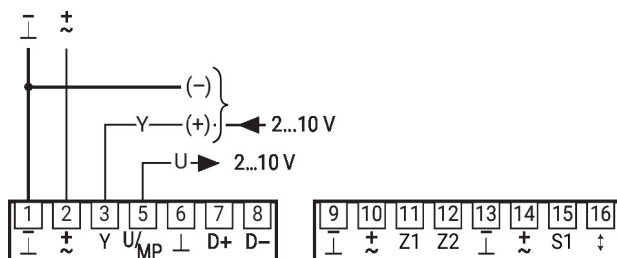 − +
⊥ ~
(−)
Y (+) 2...10 V
U 2...10 V
1 2 3 5 6 7 8 9 10 11 12 13 14 15 16
⊥ ~ Y U/MP ⊥ D+ D− ⊥ ~ Z1 Z2 ⊥ ~ S1 ↕